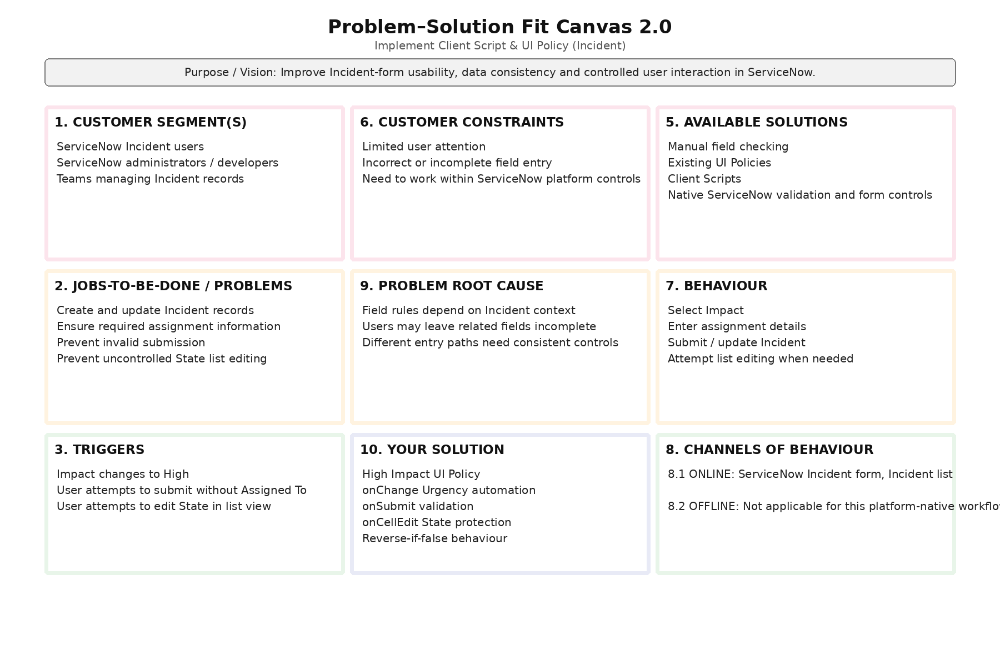 Problem–Solution Fit Canvas 2.0
Implement Client Script & UI Policy (Incident)
Purpose / Vision: Improve Incident-form usability, data consistency and controlled user interaction in ServiceNow.
1. CUSTOMER SEGMENT(S)
ServiceNow Incident users
ServiceNow administrators / developers
Teams managing Incident records
6. CUSTOMER CONSTRAINTS
Limited user attention
Incorrect or incomplete field entry
Need to work within ServiceNow platform controls
5. AVAILABLE SOLUTIONS
Manual field checking
Existing UI Policies
Client Scripts
Native ServiceNow validation and form controls
2. JOBS-TO-BE-DONE / PROBLEMS
Create and update Incident records
Ensure required assignment information
Prevent invalid submission
Prevent uncontrolled State list editing
9. PROBLEM ROOT CAUSE
Field rules depend on Incident context
Users may leave related fields incomplete
Different entry paths need consistent controls
7. BEHAVIOUR
Select Impact
Enter assignment details
Submit / update Incident
Attempt list editing when needed
3. TRIGGERS
Impact changes to High
User attempts to submit without Assigned To
User attempts to edit State in list view
10. YOUR SOLUTION
High Impact UI Policy
onChange Urgency automation
onSubmit validation
onCellEdit State protection
Reverse-if-false behaviour
8. CHANNELS OF BEHAVIOUR
8.1 ONLINE: ServiceNow Incident form, Incident list
8.2 OFFLINE: Not applicable for this platform-native workflow